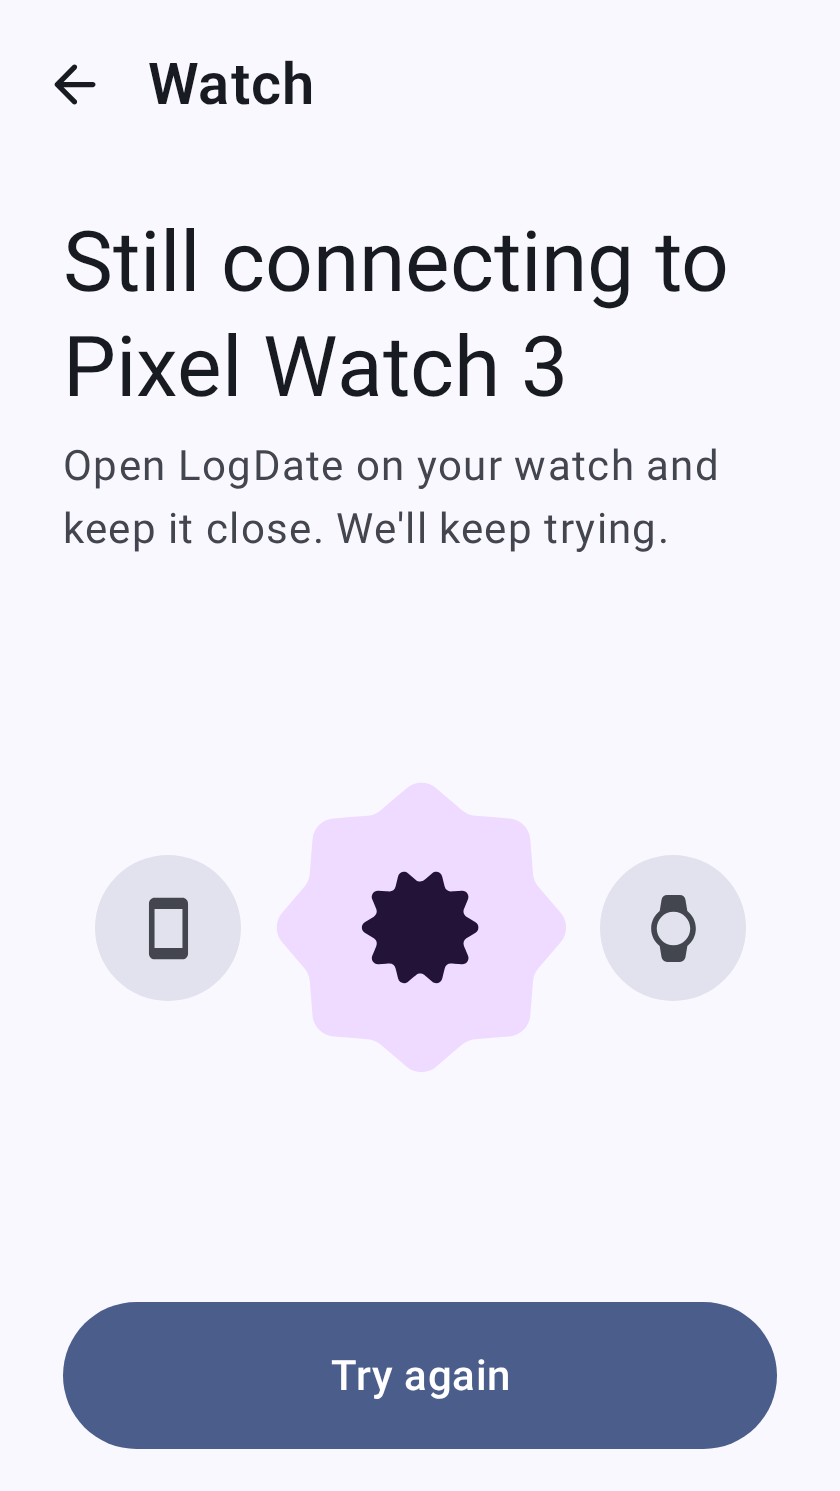 Watch
Still connecting to
Pixel Watch 3
Open LogDate on your watch and
keep it close. We'll keep trying.
Try again